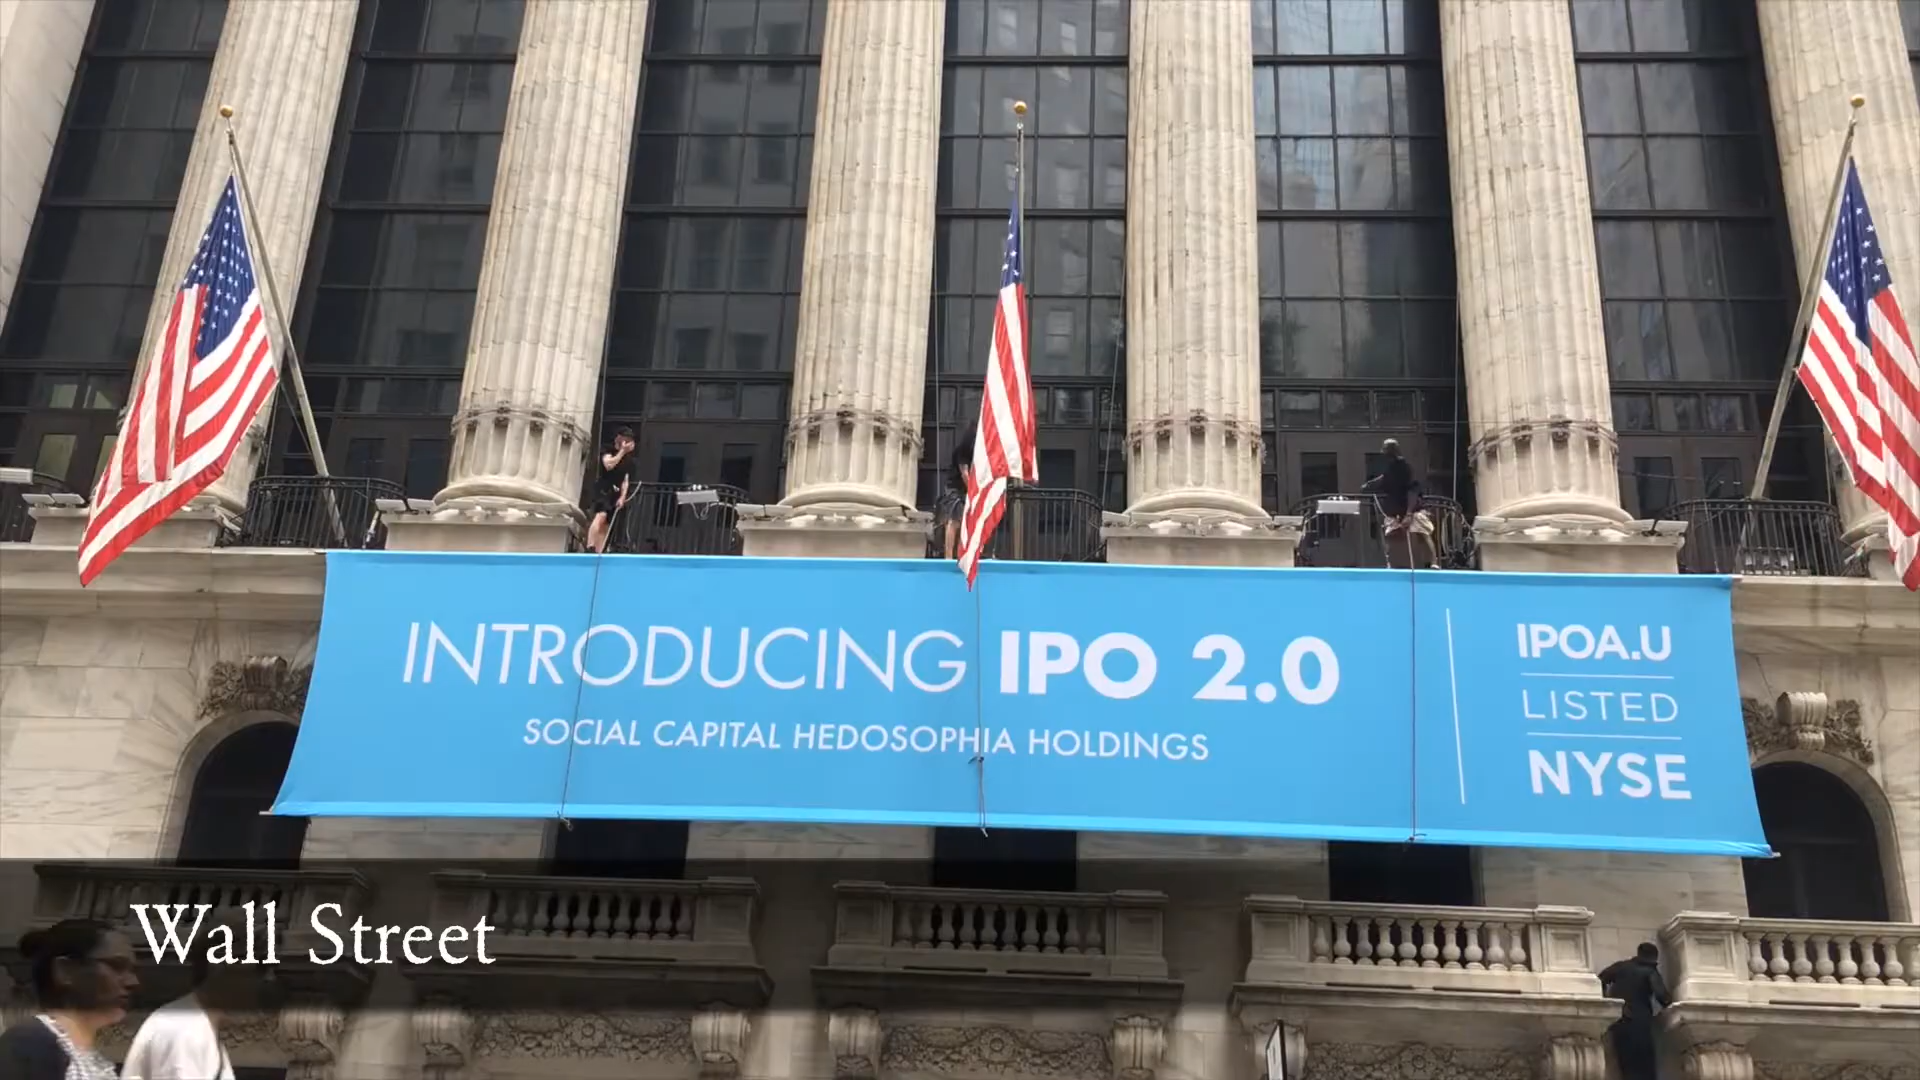 INTRODUCING IPO 2.0
SOCIAL CAPITAL HEDOSOPHIA HOLDINGS
IPOA.U
LISTED
NYSE
Wall Street